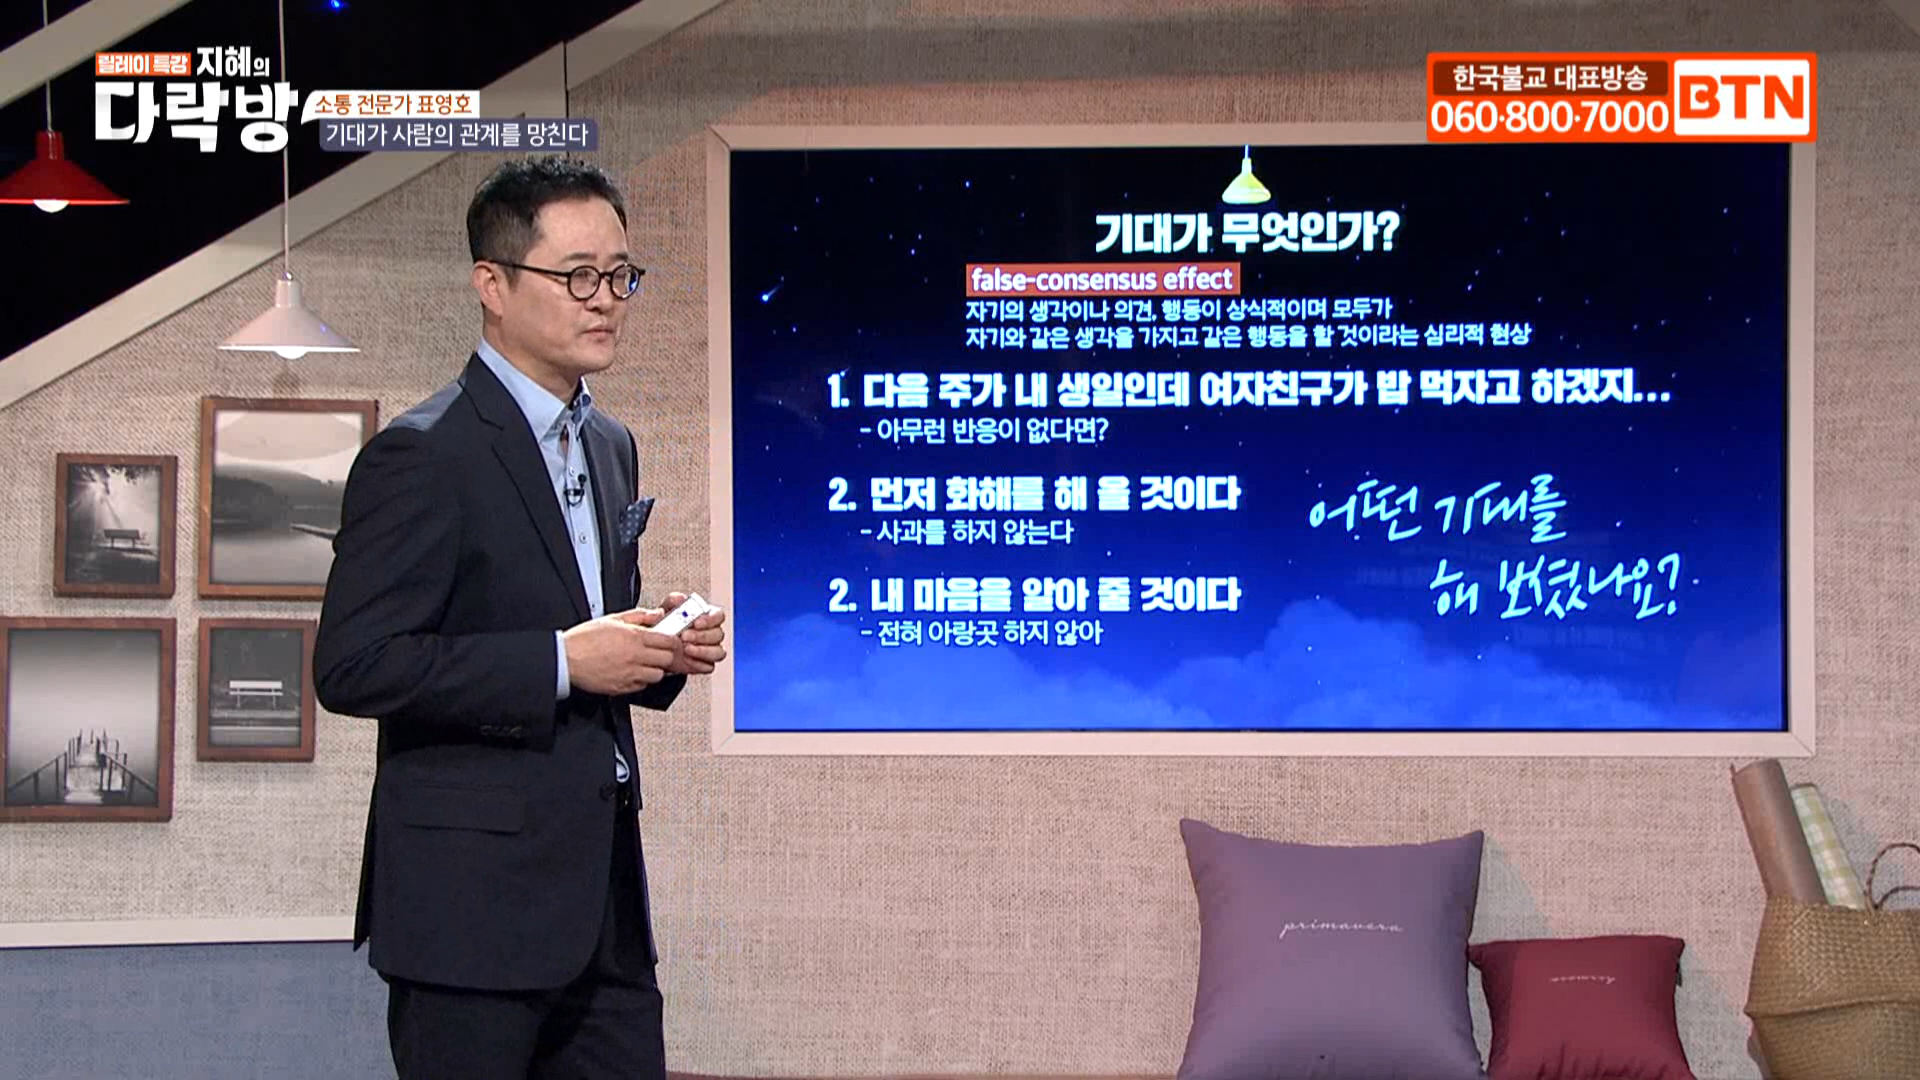 릴레이 특강 지혜의
다락방
소통 전문가 표영호
기대가 사람의 관계를 망친다
한국불교 대표방송
060·800·7000
BTN
기대가 무엇인가?
false-consensus effect
자기의 생각이나 의견, 행동이 상식적이며 모두가
자기와 같은 생각을 가지고 같은 행동을 할 것이라는 심리적 현상
1. 다음 주가 내 생일인데 여자친구가 밥 먹자고 하겠지...
- 아무런 반응이 없다면?
2. 먼저 화해를 해 올 것이다
- 사과를 하지 않는다
2. 내 마음을 알아 줄 것이다
- 전혀 아랑곳 하지 않아
어떤 기대를
해 보셨나요?
primavera